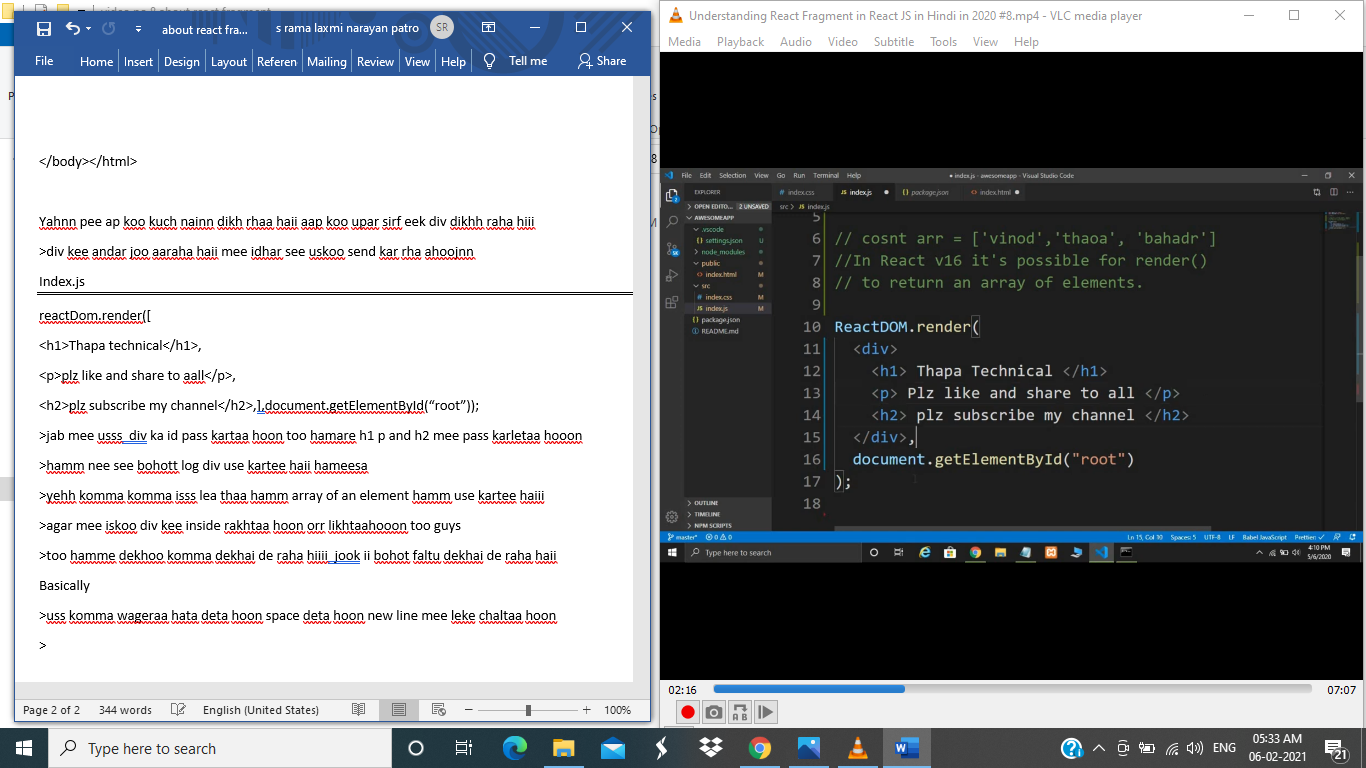 video no 8 about react fragment
about react fra...
s rama laxmi narayan patro
SR
File
Home
Insert
Design
Layout
Referen
Mailing
Review
View
Help
Tell me
Share
</body></html>
Yahnn pee ap koo kuch nainn dikh rhaa haii aap koo upar sirf eek div dikhh raha hiii
>div kee andar joo aaraha haii mee idhar see uskoo send kar rha ahoojnn
Index.js
reactDom.render([
<h1>Thapa technical</h1>,
<p>plz like and share to aall</p>,
<h2>plz subscribe my channel</h2>,],document.getElementById(“root”));
>jab mee usss div ka id pass kartaa hoon too hamare h1 p and h2 mee pass karletaa hooon
>hamm nee see bohott log div use kartee haii hameesa
>yehh komma komma isss lea thaa hamm array of an element hamm use kartee haiii
>agar mee iskoo div kee inside rakhtaa hoon orr likhtaahooon too guys
>too hamme dekhoo komma dekhai de raha hiiii jook ii bohot faltu dekhai de raha haii
Basically
>uss komma wageraa hata deta hoon space deta hoon new line mee leke chaltaa hoon
>
Page 2 of 2
344 words
English (United States)
100%
Understanding React Fragment in React JS in Hindi in 2020 #8.mp4 - VLC media player
Media Playback Audio Video Subtitle Tools View Help
File Edit Selection View Go Run Terminal Help
● index.js - awesomeapp - Visual Studio Code
EXPLORER
OPEN EDITO... 2 UNSAVED
AWESOMEAPP
.vscode
settings.json U
node_modules
public
index.html M
src
index.css M
index.js M
package.json
README.md
OUTLINE
TIMELINE
NPM SCRIPTS
index.css
index.js
package.json
index.html
src > index.js
5
6 // cosnt arr = ['vinod','thaoa', 'bahadr']
7 //In React v16 it's possible for render()
8 // to return an array of elements.
9
10 ReactDOM.render(
11 <div>
12 <h1> Thapa Technical </h1>
13 <p> Plz like and share to all </p>
14 <h2> plz subscribe my channel </h2>
15 </div>,
16 document.getElementById("root")
17 );
18
master* 0 0
Ln 15, Col 10 Spaces: 5 UTF-8 LF Babel JavaScript Prettier: ✓
Type here to search
4:10 PM
5/6/2020
02:16
07:07
Type here to search
ENG
05:33 AM
06-02-2021
21